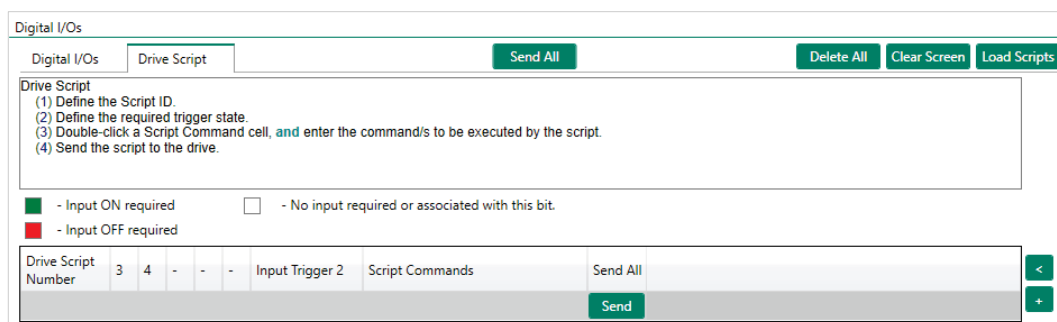 Digital I/Os
Digital I/Os Drive Script Send All Delete All Clear Screen Load Scripts
Drive Script
(1) Define the Script ID.
(2) Define the required trigger state.
(3) Double-click a Script Command cell, and enter the command/s to be executed by the script.
(4) Send the script to the drive.
- Input ON required - No input required or associated with this bit.
- Input OFF required
Drive Script Number 3 4 - - - Input Trigger 2 Script Commands Send All <
Send +